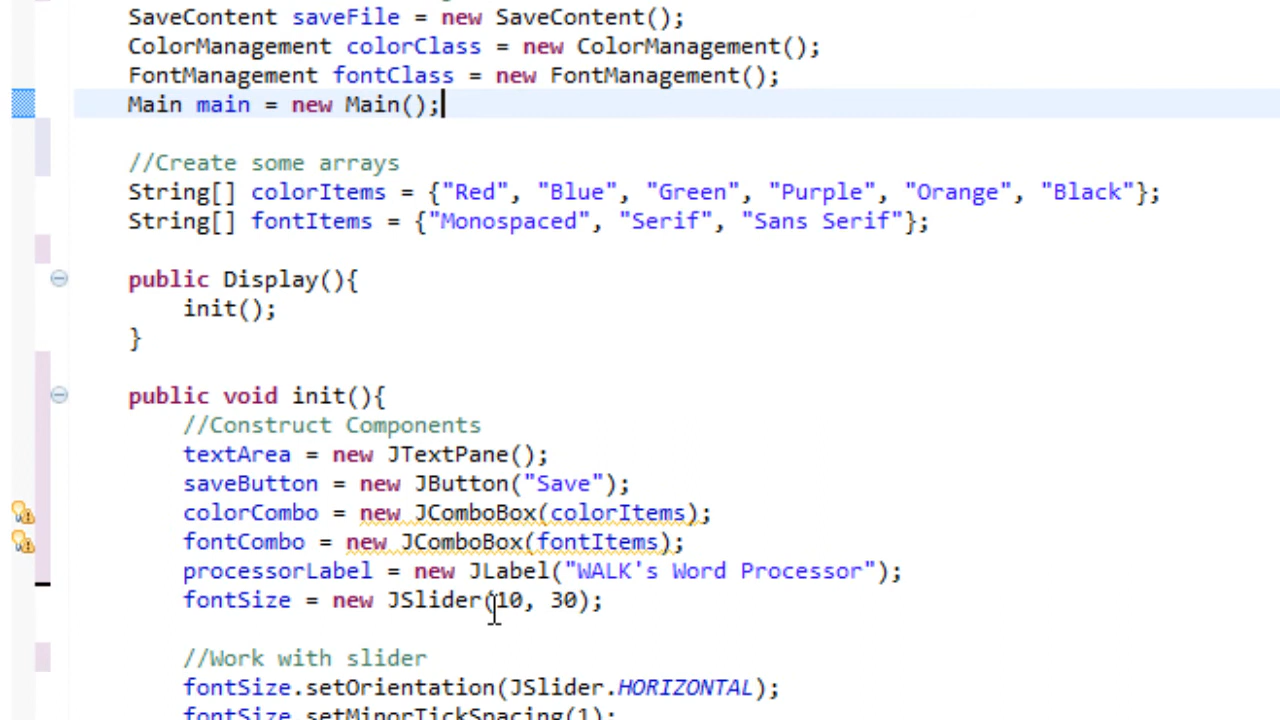 SaveContent saveFile = new SaveContent();
ColorManagement colorClass = new ColorManagement();
FontManagement fontClass = new FontManagement();
Main main = new Main();
//Create some arrays
String[] colorItems = {"Red", "Blue", "Green", "Purple", "Orange", "Black"};
String[] fontItems = {"Monospaced", "Serif", "Sans Serif"};
public Display(){
init();
}
public void init(){
//Construct Components
textArea = new JTextPane();
saveButton = new JButton("Save");
colorCombo = new JComboBox(colorItems);
fontCombo = new JComboBox(fontItems);
processorLabel = new JLabel("WALK's Word Processor");
fontSize = new JSlider(10, 30);
//Work with slider
fontSize.setOrientation(JSlider.HORIZONTAL);
fontSize.setMinorTickSpacing(1);